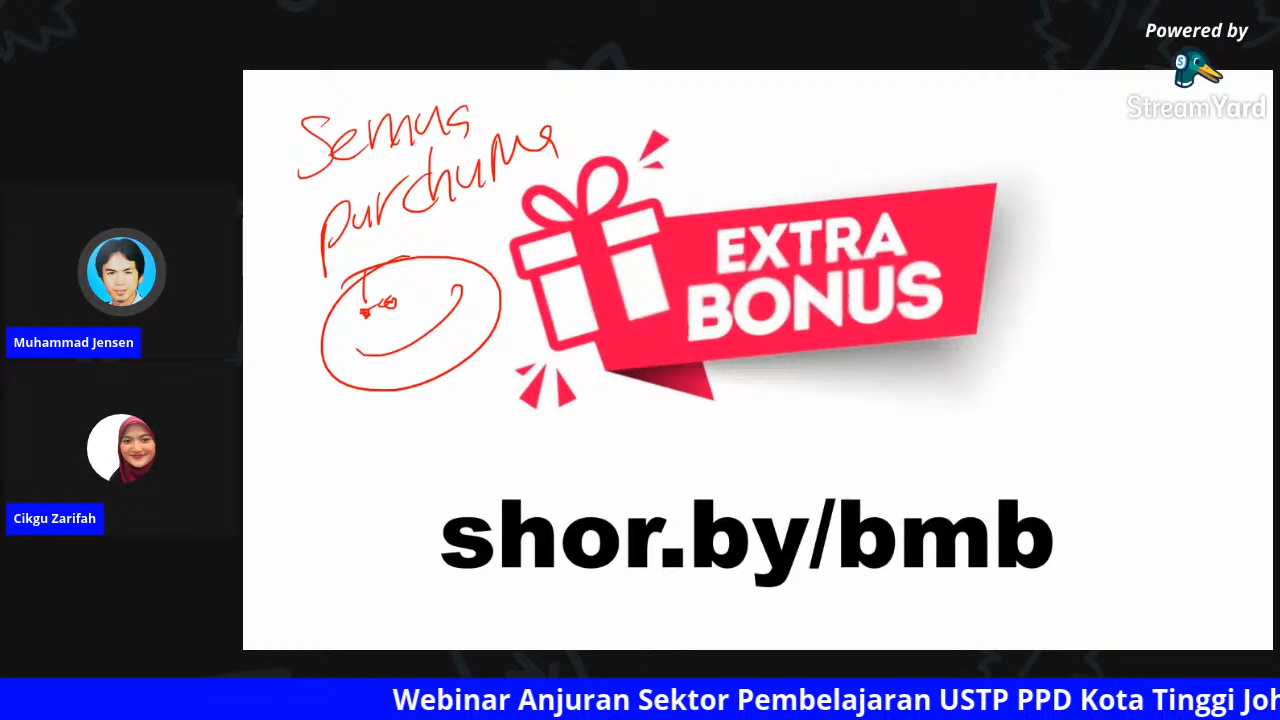 Powered by
StreamYard
Semua
perchuma
EXTRA
BONUS
Muhammad Jensen
Cikgu Zarifah
shor.by/bmb
Webinar Anjuran Sektor Pembelajaran USTP PPD Kota Tinggi Joh